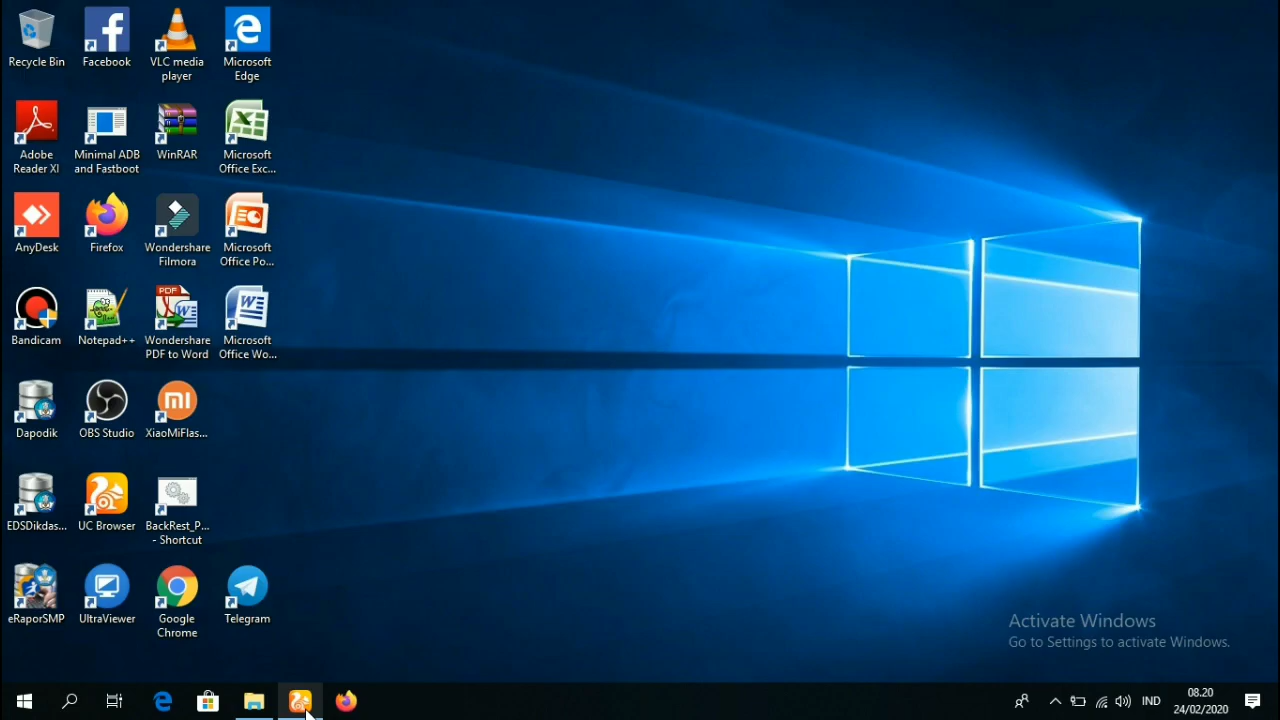 Recycle Bin
Facebook
VLC media
player
Microsoft
Edge
Adobe
Reader XI
Minimal ADB
and Fastboot
WinRAR
Microsoft
Office Exc...
AnyDesk
Firefox
Wondershare
Filmora
Microsoft
Office Po...
Bandicam
Notepad++
PDF
Wondershare
PDF to Word
Microsoft
Office Wo...
Dapodik
OBS Studio
XiaoMiFlas...
EDSDikdas...
UC Browser
BackRest_P...
- Shortcut
eRaporSMP
UltraViewer
Google
Chrome
Telegram
Activate Windows
Go to Settings to activate Windows.
IND
08.20
24/02/2020